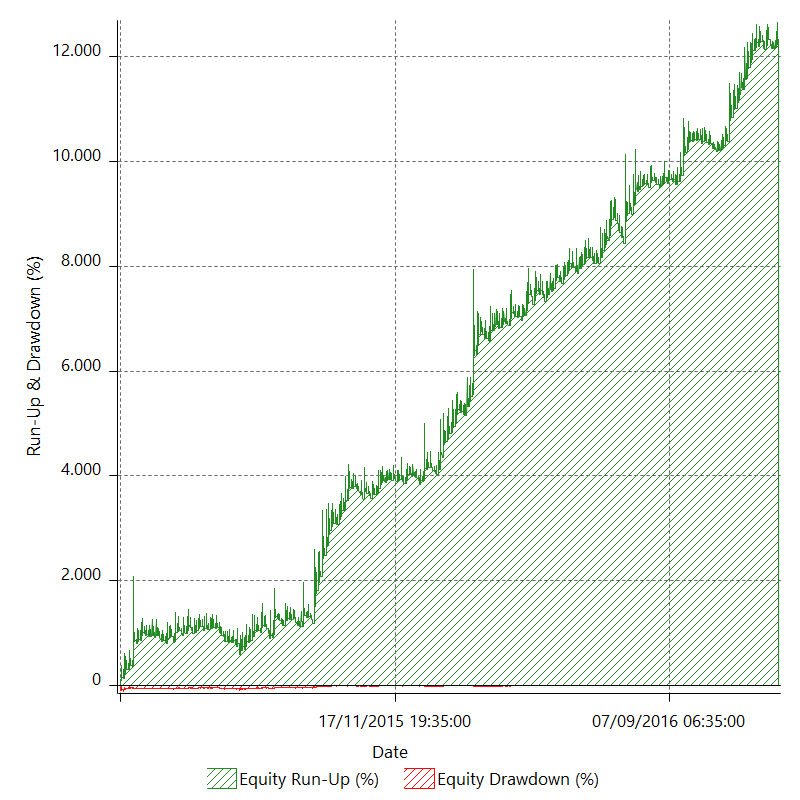 12.000
10.000
8.000
6.000
4.000
2.000
0
Run-Up & Drawdown (%)
17/11/2015 19:35:00 07/09/2016 06:35:00
Date
Equity Run-Up (%) Equity Drawdown (%)